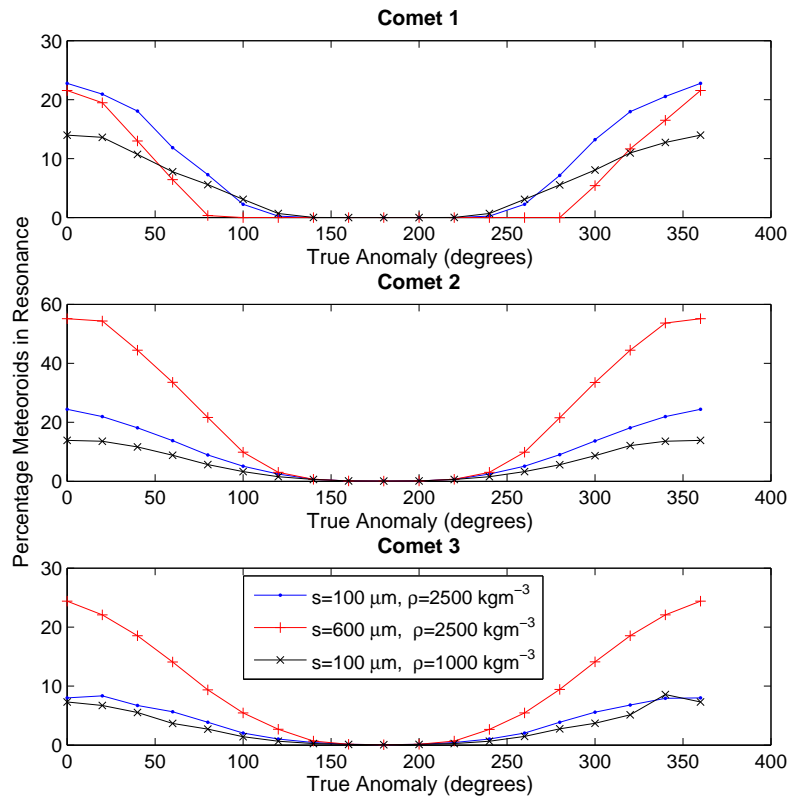 Comet 1
30
20
10
0
0 50 100 150 200 250 300 350 400
True Anomaly (degrees)
Percentage Meteoroids in Resonance
Comet 2
60
40
20
0
0 50 100 150 200 250 300 350 400
True Anomaly (degrees)
Comet 3
30
20
10
0
s=100 μm, ρ=2500 kgm⁻³
s=600 μm, ρ=2500 kgm⁻³
s=100 μm, ρ=1000 kgm⁻³
0 50 100 150 200 250 300 350 400
True Anomaly (degrees)